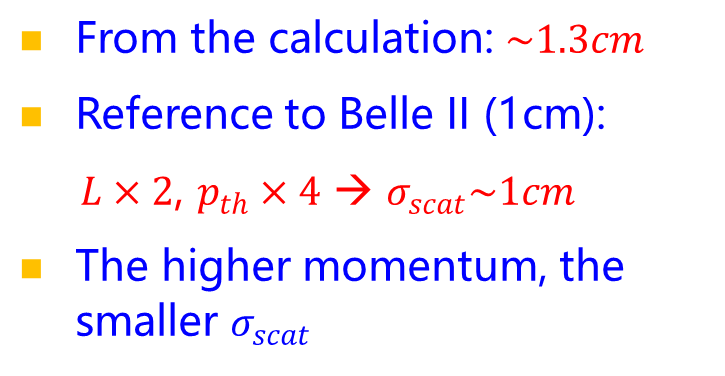 From the calculation: ~1.3cm
Reference to Belle II (1cm):
L × 2, p_th × 4 → σ_scat~1cm
The higher momentum, the
smaller σ_scat